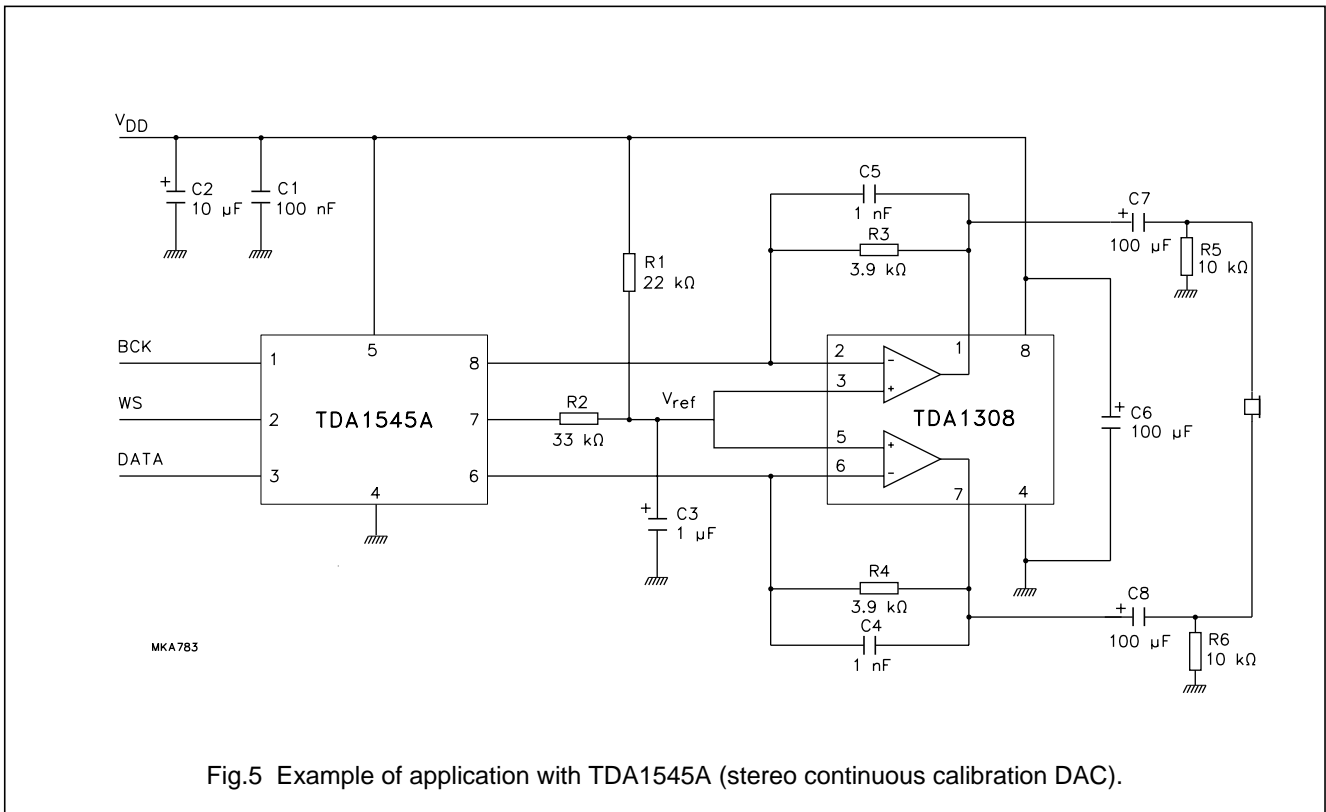 VDD
C2
10 µF
C1
100 nF
R1
22 kΩ
C5
1 nF
R3
3.9 kΩ
C7
100 µF
R5
10 kΩ
BCK
WS
DATA
1
2
3
5
TDA1545A
4
8
7
6
R2
33 kΩ
Vref
C3
1 µF
2
3
5
6
1
8
TDA1308
7
4
C6
100 µF
R4
3.9 kΩ
C4
1 nF
C8
100 µF
R6
10 kΩ
+
+
+
+
+
-
+
+
-
+
MKA783
Fig.5 Example of application with TDA1545A (stereo continuous calibration DAC).